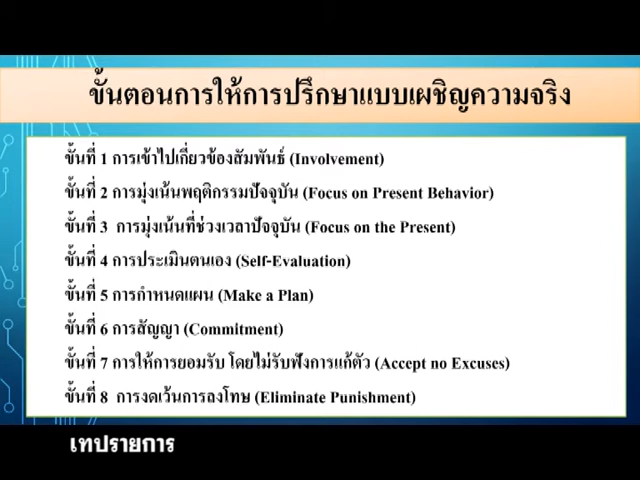 ขั้นตอนการให้การปรึกษาแบบเผชิญความจริง
ขั้นที่ 1 การเข้าไปเกี่ยวข้องสัมพันธ์ (Involvement)
ขั้นที่ 2 การมุ่งเน้นพฤติกรรมปัจจุบัน (Focus on Present Behavior)
ขั้นที่ 3 การมุ่งเน้นที่ช่วงเวลาปัจจุบัน (Focus on the Present)
ขั้นที่ 4 การประเมินตนเอง (Self-Evaluation)
ขั้นที่ 5 การกำหนดแผน (Make a Plan)
ขั้นที่ 6 การสัญญา (Commitment)
ขั้นที่ 7 การให้การยอมรับ โดยไม่รับฟังการแก้ตัว (Accept no Excuses)
ขั้นที่ 8 การงดเว้นการลงโทษ (Eliminate Punishment)
เทปรายการ